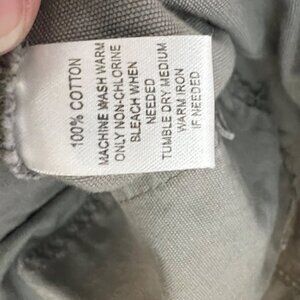 100% COTTON
MACHINE WASH WARM
ONLY NON-CHLORINE
BLEACH WHEN
NEEDED
TUMBLE DRY MEDIUM
WARM IRON
IF NEEDED